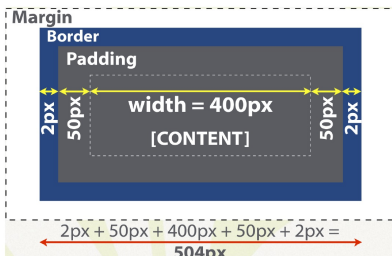 Margin
Border
Padding
2px
50px
width = 400px
50px
2px
[CONTENT]
2px + 50px + 400px + 50px + 2px =
504px